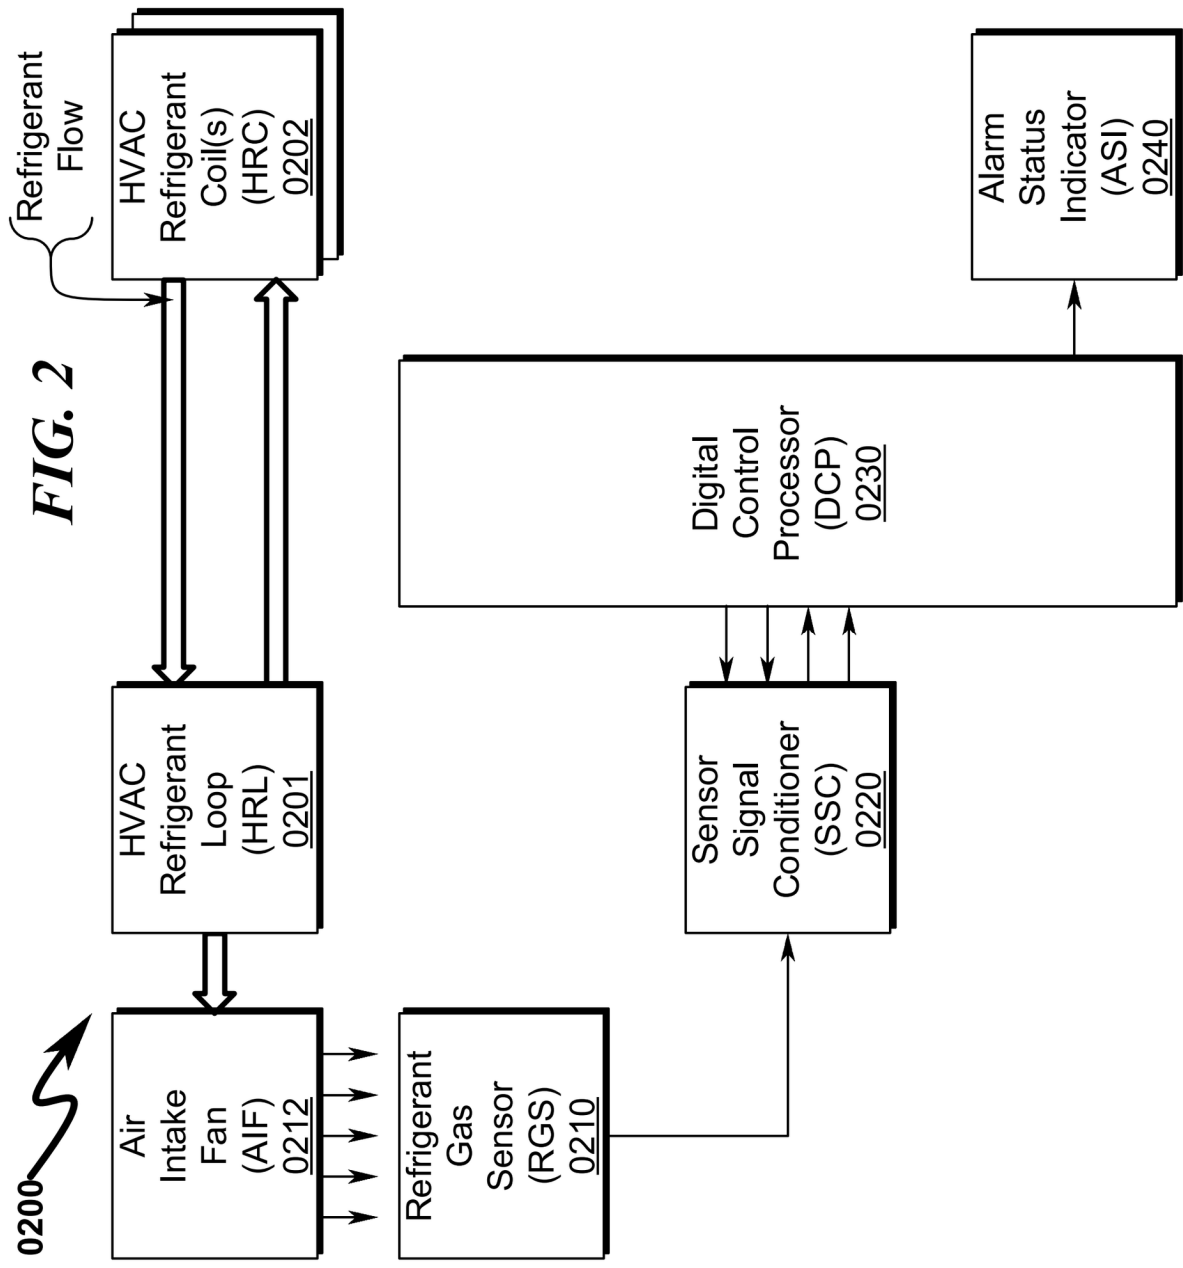 FIG. 2
0200
Air
Intake
Fan
(AIF)
0212
HVAC
Refrigerant
Loop
(HRL)
0201
Refrigerant
Flow
HVAC
Refrigerant
Coil(s)
(HRC)
0202
Refrigerant
Gas
Sensor
(RGS)
0210
Sensor
Signal
Conditioner
(SSC)
0220
Digital
Control
Processor
(DCP)
0230
Alarm
Status
Indicator
(ASI)
0240